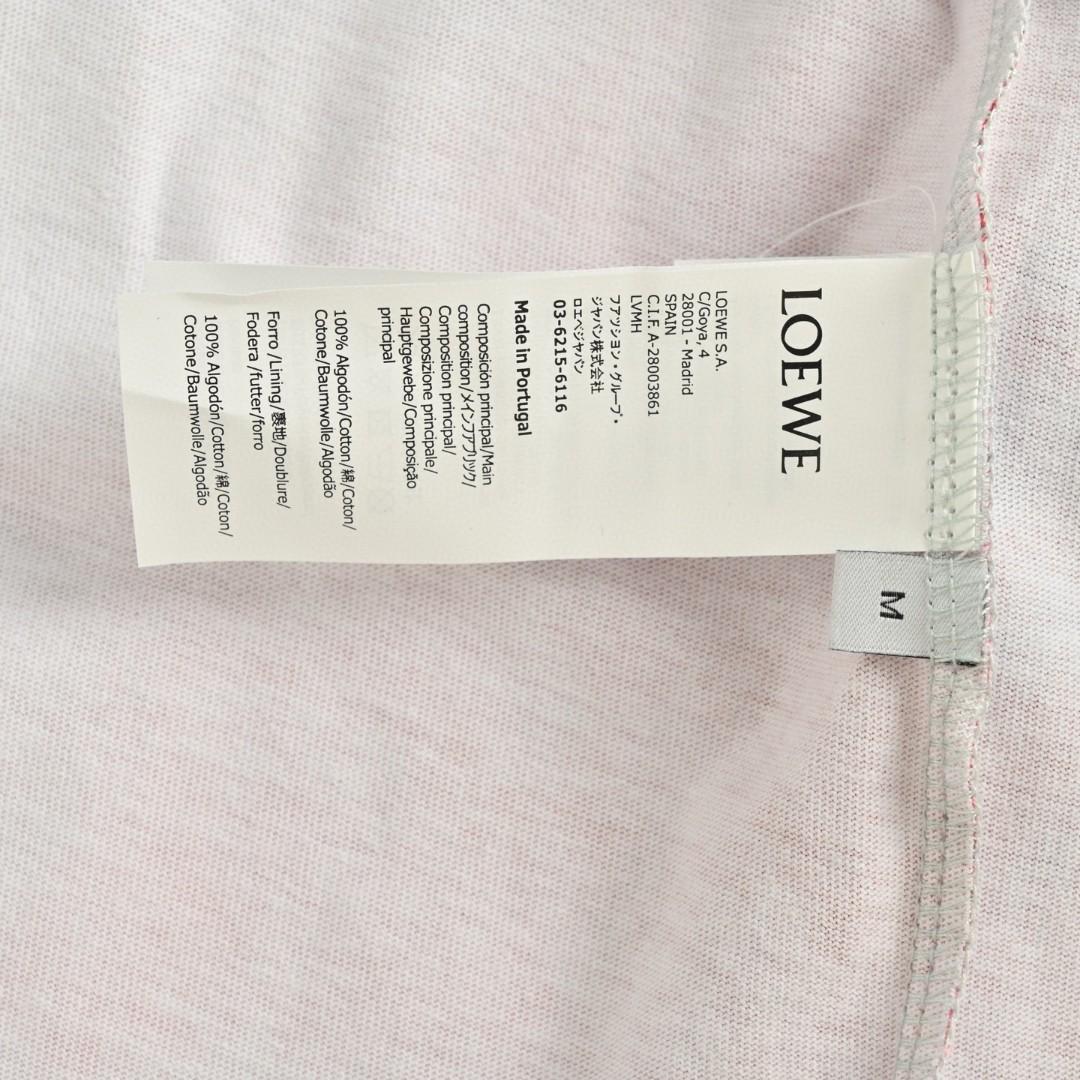 LOEWE
LOEWE S.A.
C/Goya, 4
28001 - Madrid
SPAIN
C.I.F. A-28003861
LVMH
フアッション・グループ・
ジャパン株式会社
ロエベジャパン
03-6215-6116
Made in Portugal
Composición principal/Main
composition/メインファブリック/
Composition principal/
Composizione principale/
Hauptgewebe/Composição
principal
100% Algodón/Cotton/綿/Coton/
Cotone/Baumwolle/Algodão
Forro /Lining/裏地/Doublure/
Fodera /futter/forro
100% Algodón/Cotton/綿/Coton/
Cotone/Baumwolle/Algodão
M